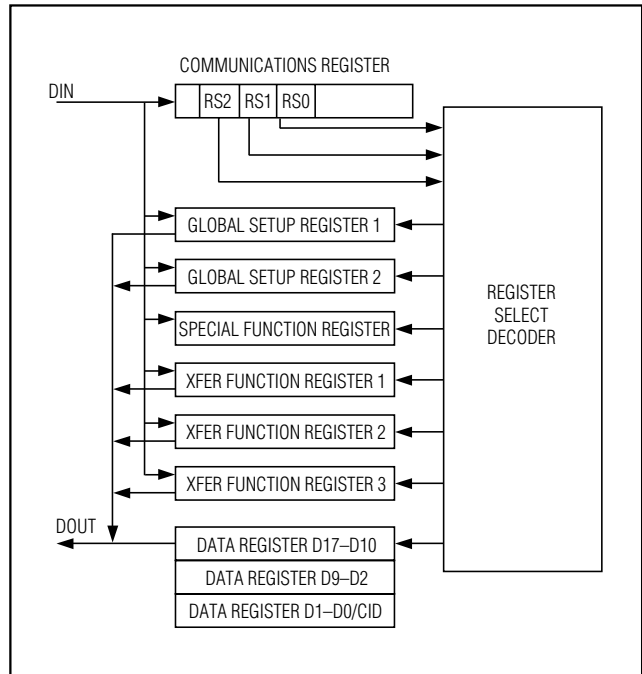 COMMUNICATIONS REGISTER
DIN
RS2 RS1 RS0
GLOBAL SETUP REGISTER 1
GLOBAL SETUP REGISTER 2
SPECIAL FUNCTION REGISTER
XFER FUNCTION REGISTER 1
XFER FUNCTION REGISTER 2
XFER FUNCTION REGISTER 3
REGISTER
SELECT
DECODER
DOUT
DATA REGISTER D17–D10
DATA REGISTER D9–D2
DATA REGISTER D1–D0/CID